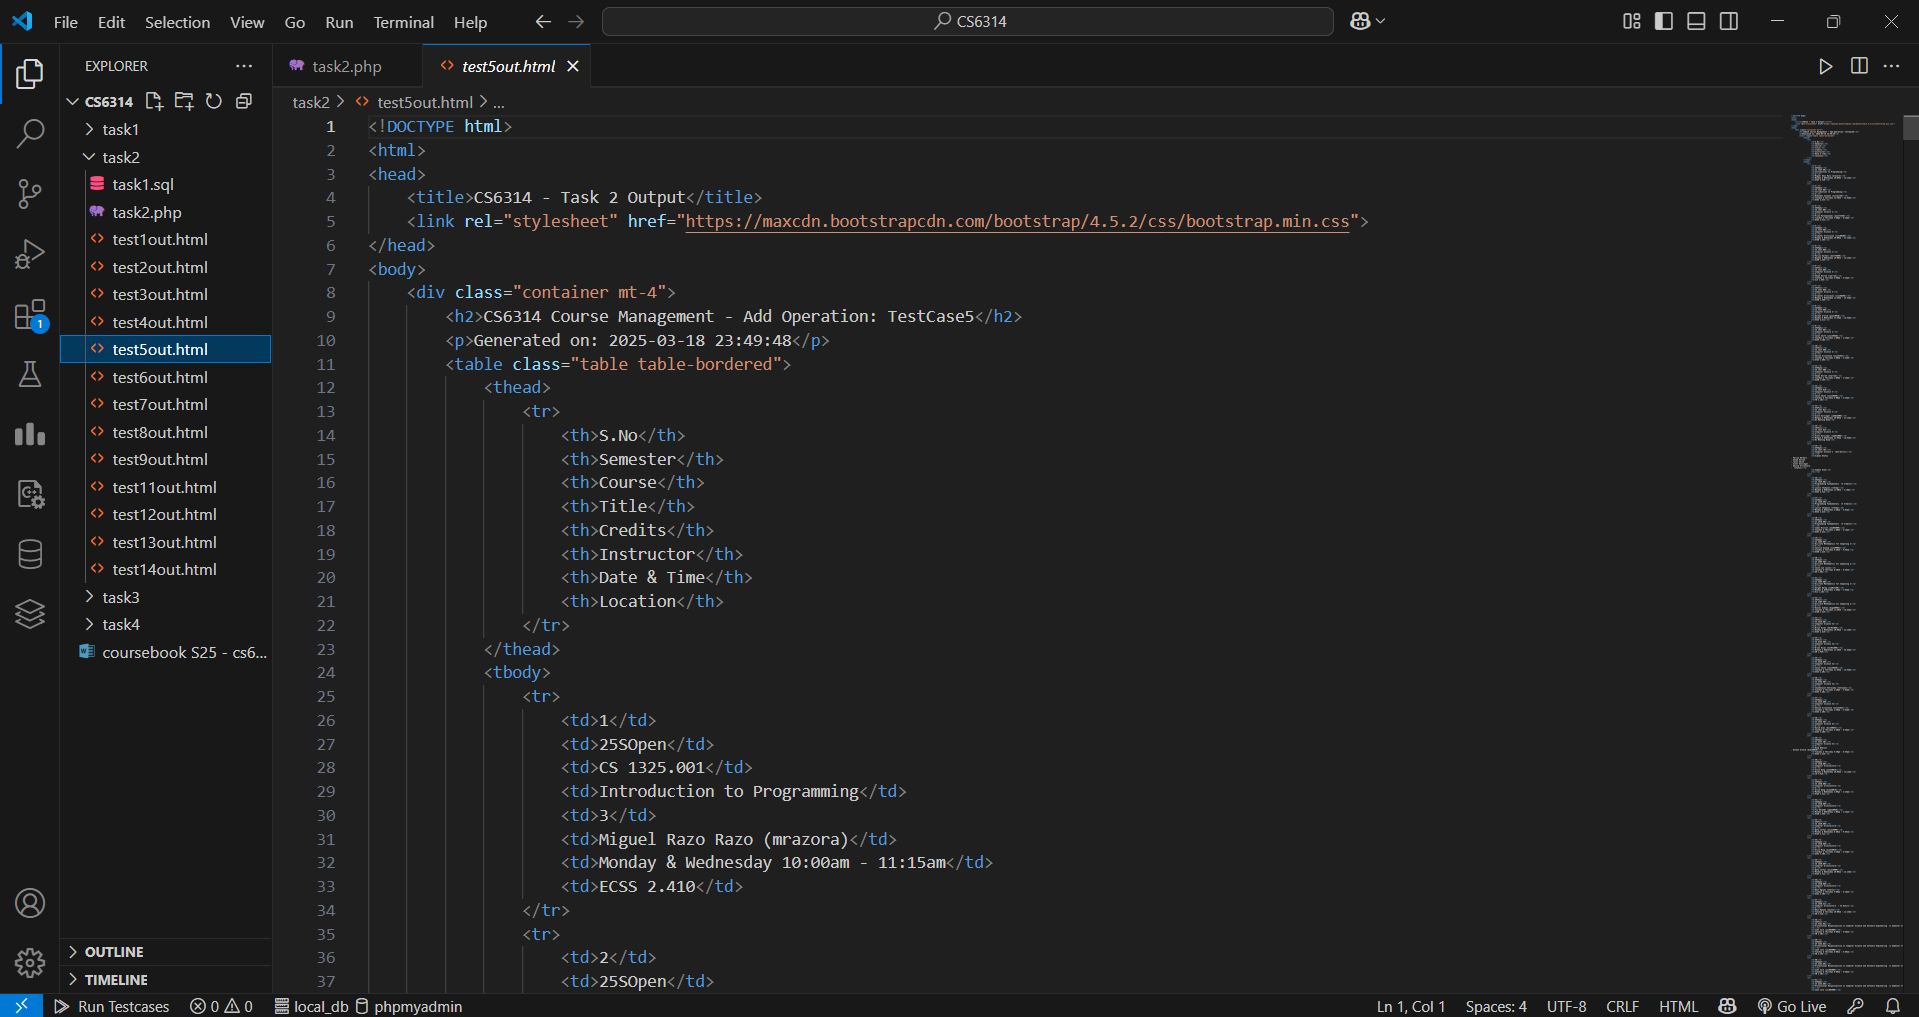 File Edit Selection View Go Run Terminal Help
CS6314
EXPLORER
CS6314
task1
task2
task1.sql
task2.php
test1out.html
test2out.html
test3out.html
test4out.html
test5out.html
test6out.html
test7out.html
test8out.html
test9out.html
test11out.html
test12out.html
test13out.html
test14out.html
task3
task4
coursebook S25 - cs6...
OUTLINE
TIMELINE
task2.php test5out.html
task2 > test5out.html > ...
1 <!DOCTYPE html>
2 <html>
3 <head>
4 <title>CS6314 - Task 2 Output</title>
5 <link rel="stylesheet" href="https://maxcdn.bootstrapcdn.com/bootstrap/4.5.2/css/bootstrap.min.css">
6 </head>
7 <body>
8 <div class="container mt-4">
9 <h2>CS6314 Course Management - Add Operation: TestCase5</h2>
10 <p>Generated on: 2025-03-18 23:49:48</p>
11 <table class="table table-bordered">
12 <thead>
13 <tr>
14 <th>S.No</th>
15 <th>Semester</th>
16 <th>Course</th>
17 <th>Title</th>
18 <th>Credits</th>
19 <th>Instructor</th>
20 <th>Date & Time</th>
21 <th>Location</th>
22 </tr>
23 </thead>
24 <tbody>
25 <tr>
26 <td>1</td>
27 <td>25SOpen</td>
28 <td>CS 1325.001</td>
29 <td>Introduction to Programming</td>
30 <td>3</td>
31 <td>Miguel Razo Razo (mrazora)</td>
32 <td>Monday & Wednesday 10:00am - 11:15am</td>
33 <td>ECSS 2.410</td>
34 </tr>
35 <tr>
36 <td>2</td>
37 <td>25SOpen</td>
1
Run Testcases 0 0 local_db phpmyadmin Ln 1, Col 1 Spaces: 4 UTF-8 CRLF HTML Go Live